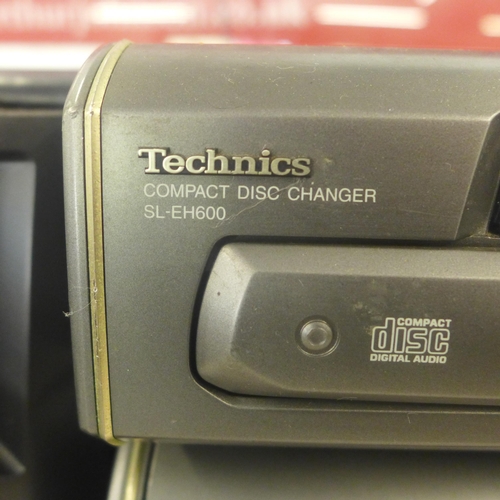 Technics
COMPACT DISC CHANGER
SL-EH600
COMPACT
disc
DIGITAL AUDIO